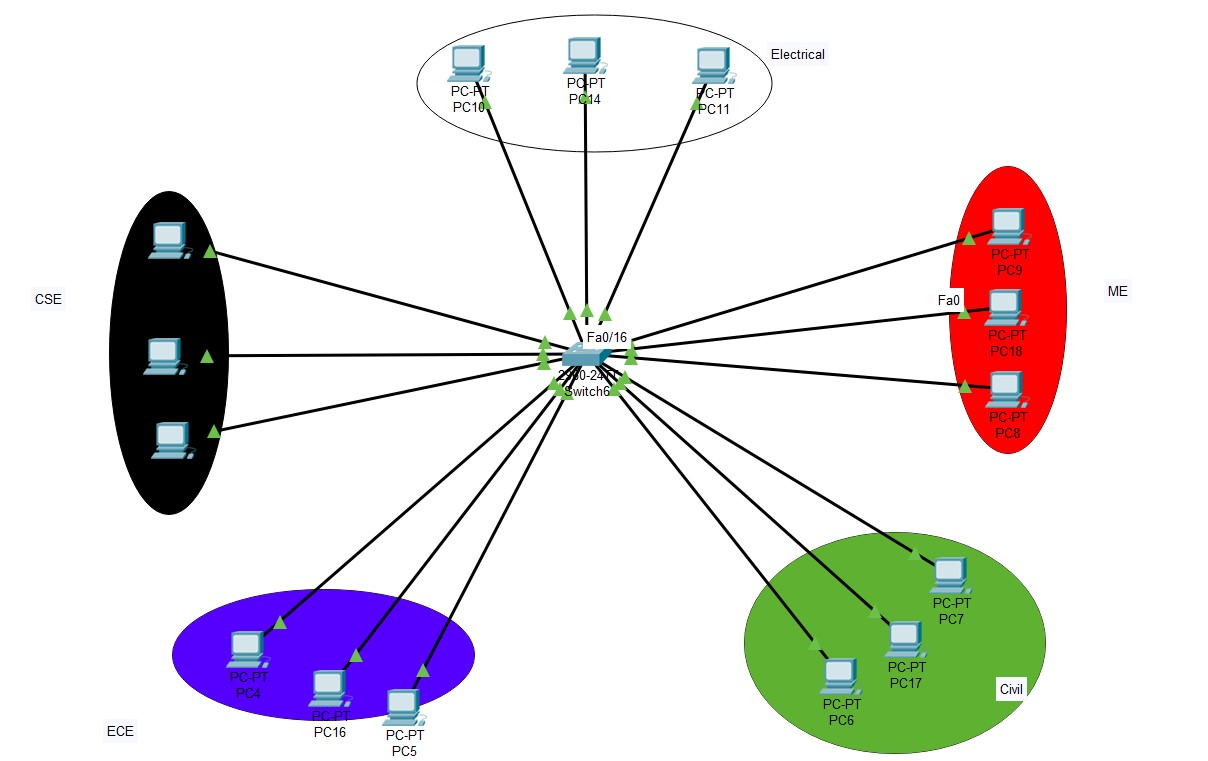 Electrical
PC-PT
PC10
PC-PT
PC14
PC-PT
PC11
CSE
PC-PT
PC9
ME
Fa0
PC-PT
PC18
PC-PT
PC8
Fa0/16
Switch6
PC-PT
PC7
PC-PT
PC17
PC-PT
PC6
Civil
PC-PT
PC4
PC-PT
PC16
PC-PT
PC5
ECE